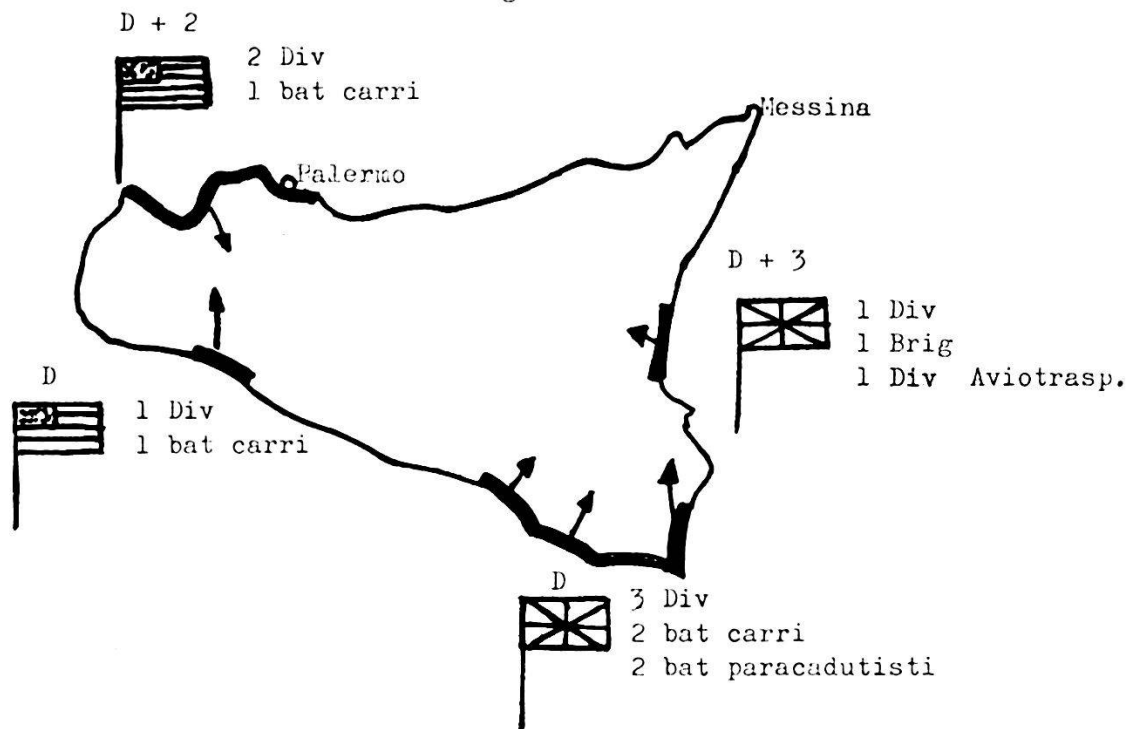 D + 2
2 Div
1 bat carri
Messina
Palermo
D + 3
1 Div
1 Brig
1 Div Aviotrasp.
D
1 Div
1 bat carri
D
3 Div
2 bat carri
2 bat paracadutisti